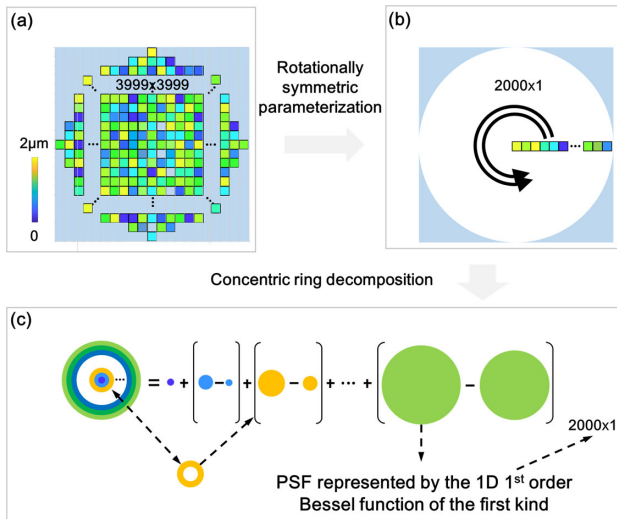 (a)
3999x3999
2μm
0
Rotationally
symmetric
parameterization
(b)
2000x1
Concentric ring decomposition
(c)
= + - + - + ··· + -
2000x1
PSF represented by the 1D 1st order
Bessel function of the first kind